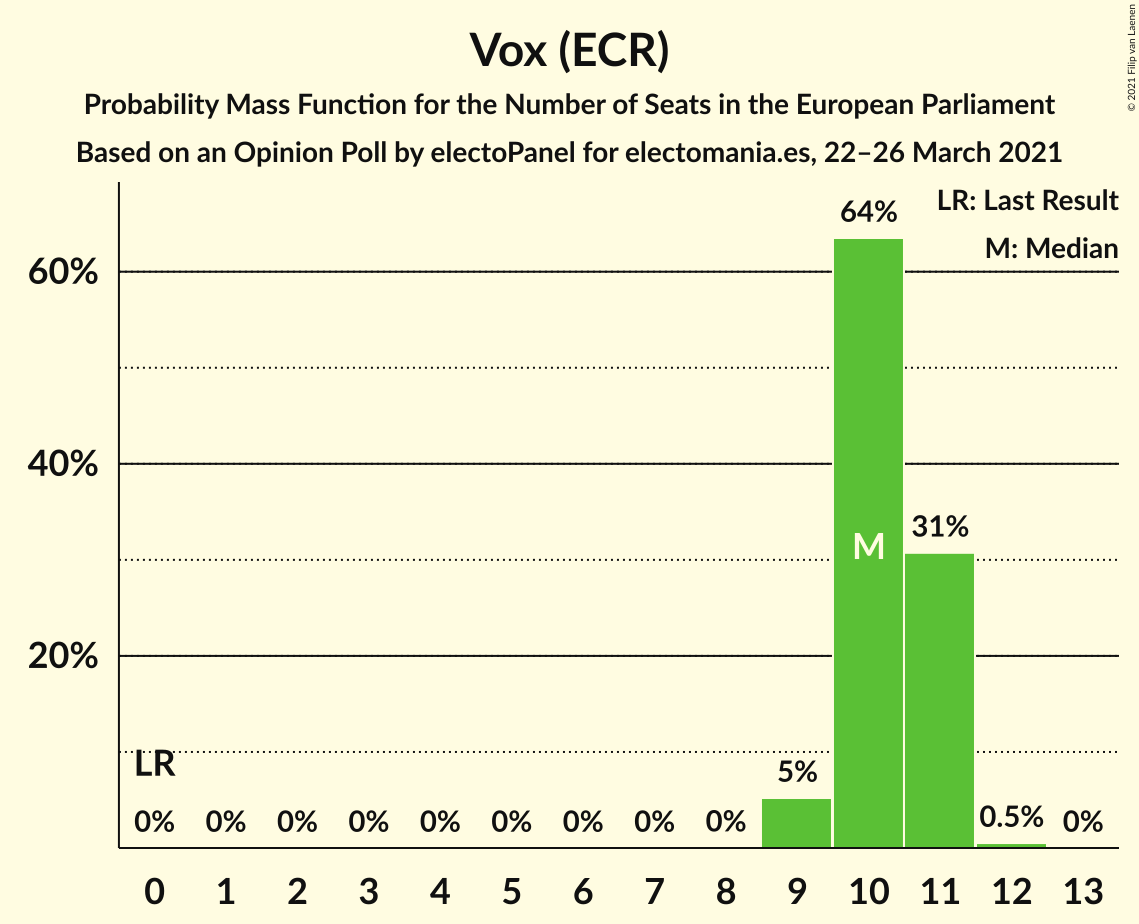 Vox (ECR)
Probability Mass Function for the Number of Seats in the European Parliament
Based on an Opinion Poll by electoPanel for electomania.es, 22–26 March 2021
© 2021 Filip van Laenen
LR: Last Result
M: Median
60%
40%
20%
64%
31%
M
LR
5%
0% 0% 0% 0% 0% 0% 0% 0% 0% 0.5% 0%
0 1 2 3 4 5 6 7 8 9 10 11 12 13